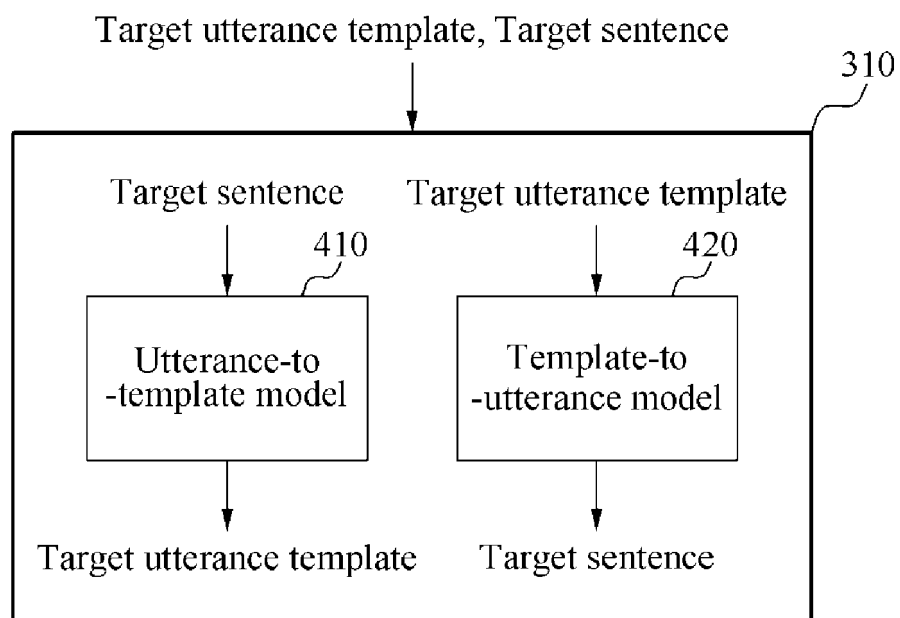 Target utterance template, Target sentence
310
Target sentence
Target utterance template
410
420
Utterance-to
-template model
Template-to
-utterance model
Target utterance template
Target sentence